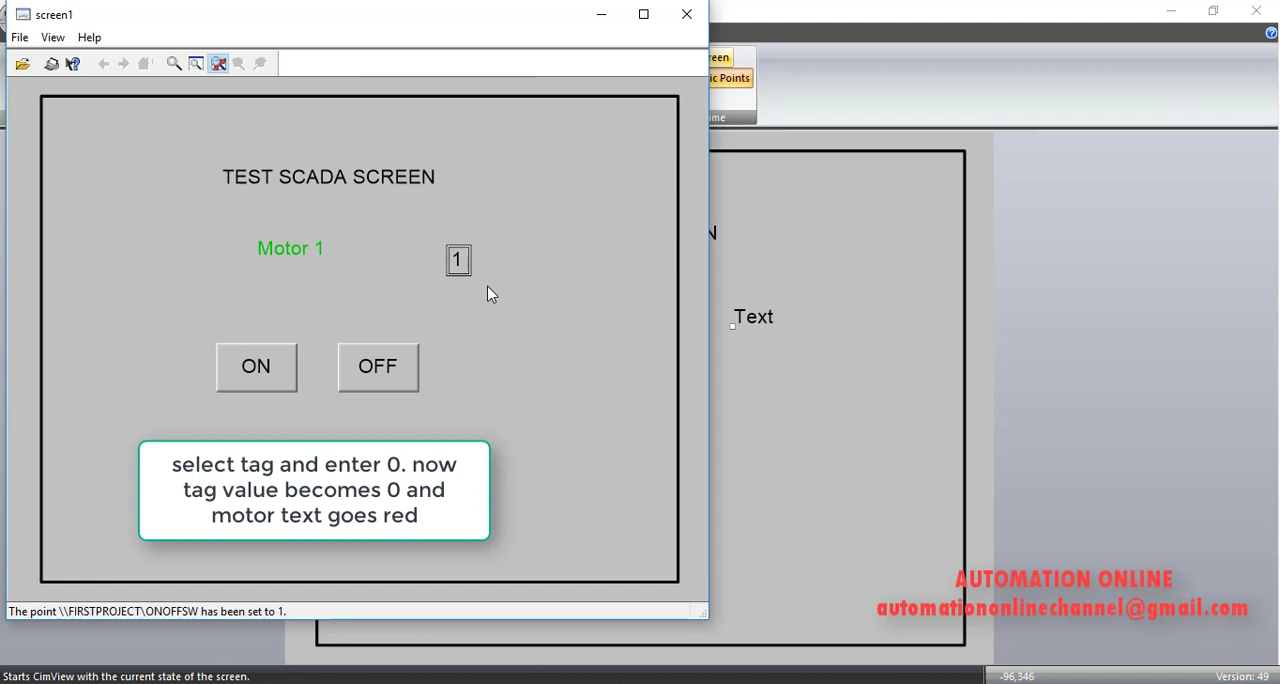 screen1
File View Help
reen
ic Points
me
TEST SCADA SCREEN
N
Motor 1
1
Text
ON
OFF
select tag and enter 0. now
tag value becomes 0 and
motor text goes red
AUTOMATION ONLINE
automationonlinechannel@gmail.com
The point \\FIRSTPROJECT\ONOFFSW has been set to 1.
Starts CimView with the current state of the screen.
-96,346
Version: 49